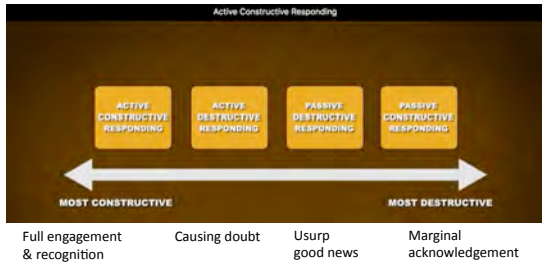 Active Constructive Responding
ACTIVE
CONSTRUCTIVE
RESPONDING
ACTIVE
DESTRUCTIVE
RESPONDING
PASSIVE
DESTRUCTIVE
RESPONDING
PASSIVE
CONSTRUCTIVE
RESPONDING
MOST CONSTRUCTIVE
MOST DESTRUCTIVE
Full engagement
& recognition
Causing doubt
Usurp
good news
Marginal
acknowledgement